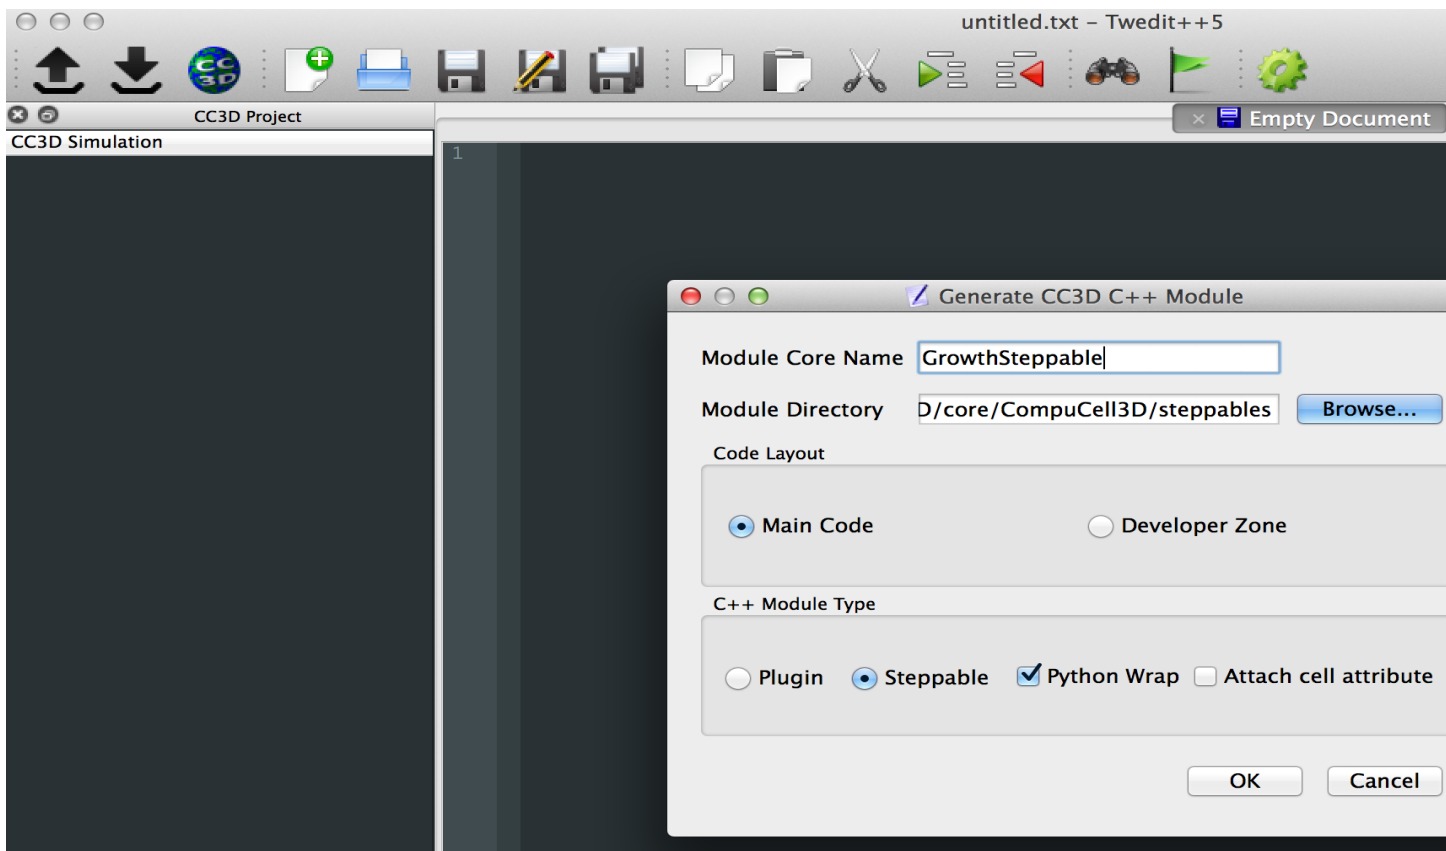 untitled.txt – Twedit++5
CC
3D
CC3D Project
Empty Document
CC3D Simulation
1
Generate CC3D C++ Module
Module Core Name GrowthSteppable
Module Directory D/core/CompuCell3D/steppables Browse...
Code Layout
Main Code Developer Zone
C++ Module Type
Plugin Steppable Python Wrap Attach cell attribute
OK Cancel